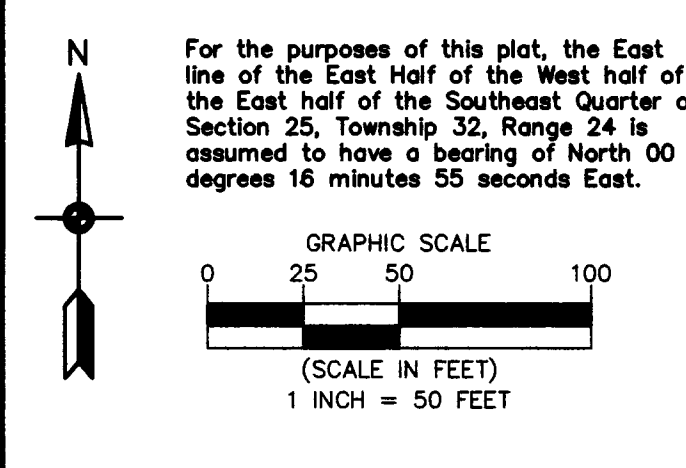 N
For the purposes of this plat, the East
line of the East Half of the West half of
the East half of the Southeast Quarter o
Section 25, Township 32, Range 24 is
assumed to have a bearing of North 00
degrees 16 minutes 55 seconds East.
GRAPHIC SCALE
0 25 50 100
(SCALE IN FEET)
1 INCH = 50 FEET